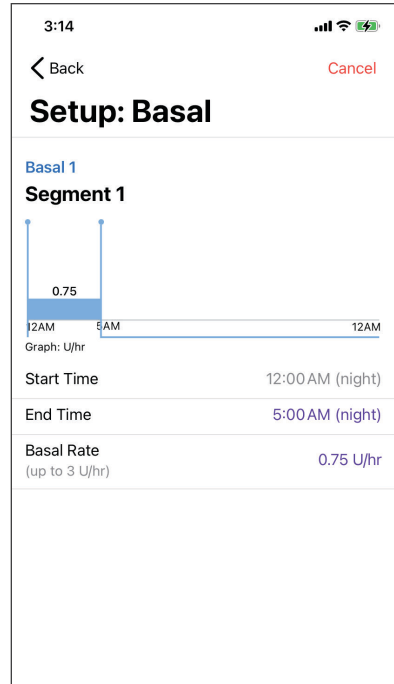 3:14
Back
Cancel
Setup: Basal
Basal 1
Segment 1
0.75
12AM 5AM 12AM
Graph: U/hr
Start Time 12:00 AM (night)
End Time 5:00 AM (night)
Basal Rate
(up to 3 U/hr)
0.75 U/hr